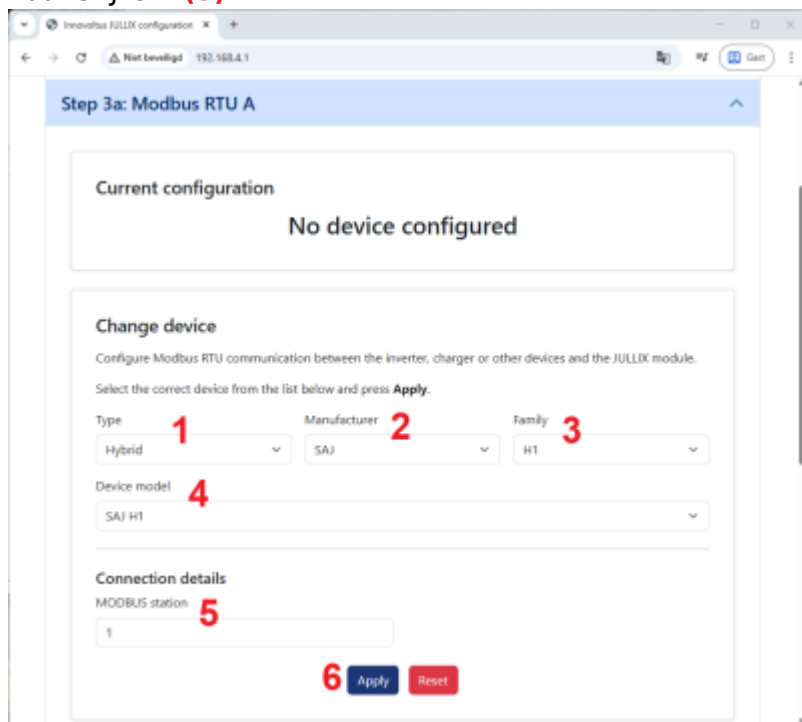 Innovoltus JULLIX configuration
Niet beveiligd 192.168.4.1
Gast
Step 3a: Modbus RTU A
Current configuration
No device configured
Change device
Configure Modbus RTU communication between the inverter, charger or other devices and the JULLIX module.
Select the correct device from the list below and press Apply.
Type 1 Manufacturer 2 Family 3
Hybrid SAJ H1
Device model 4
SAJ H1
Connection details
MODBUS station 5
1
6 Apply Reset